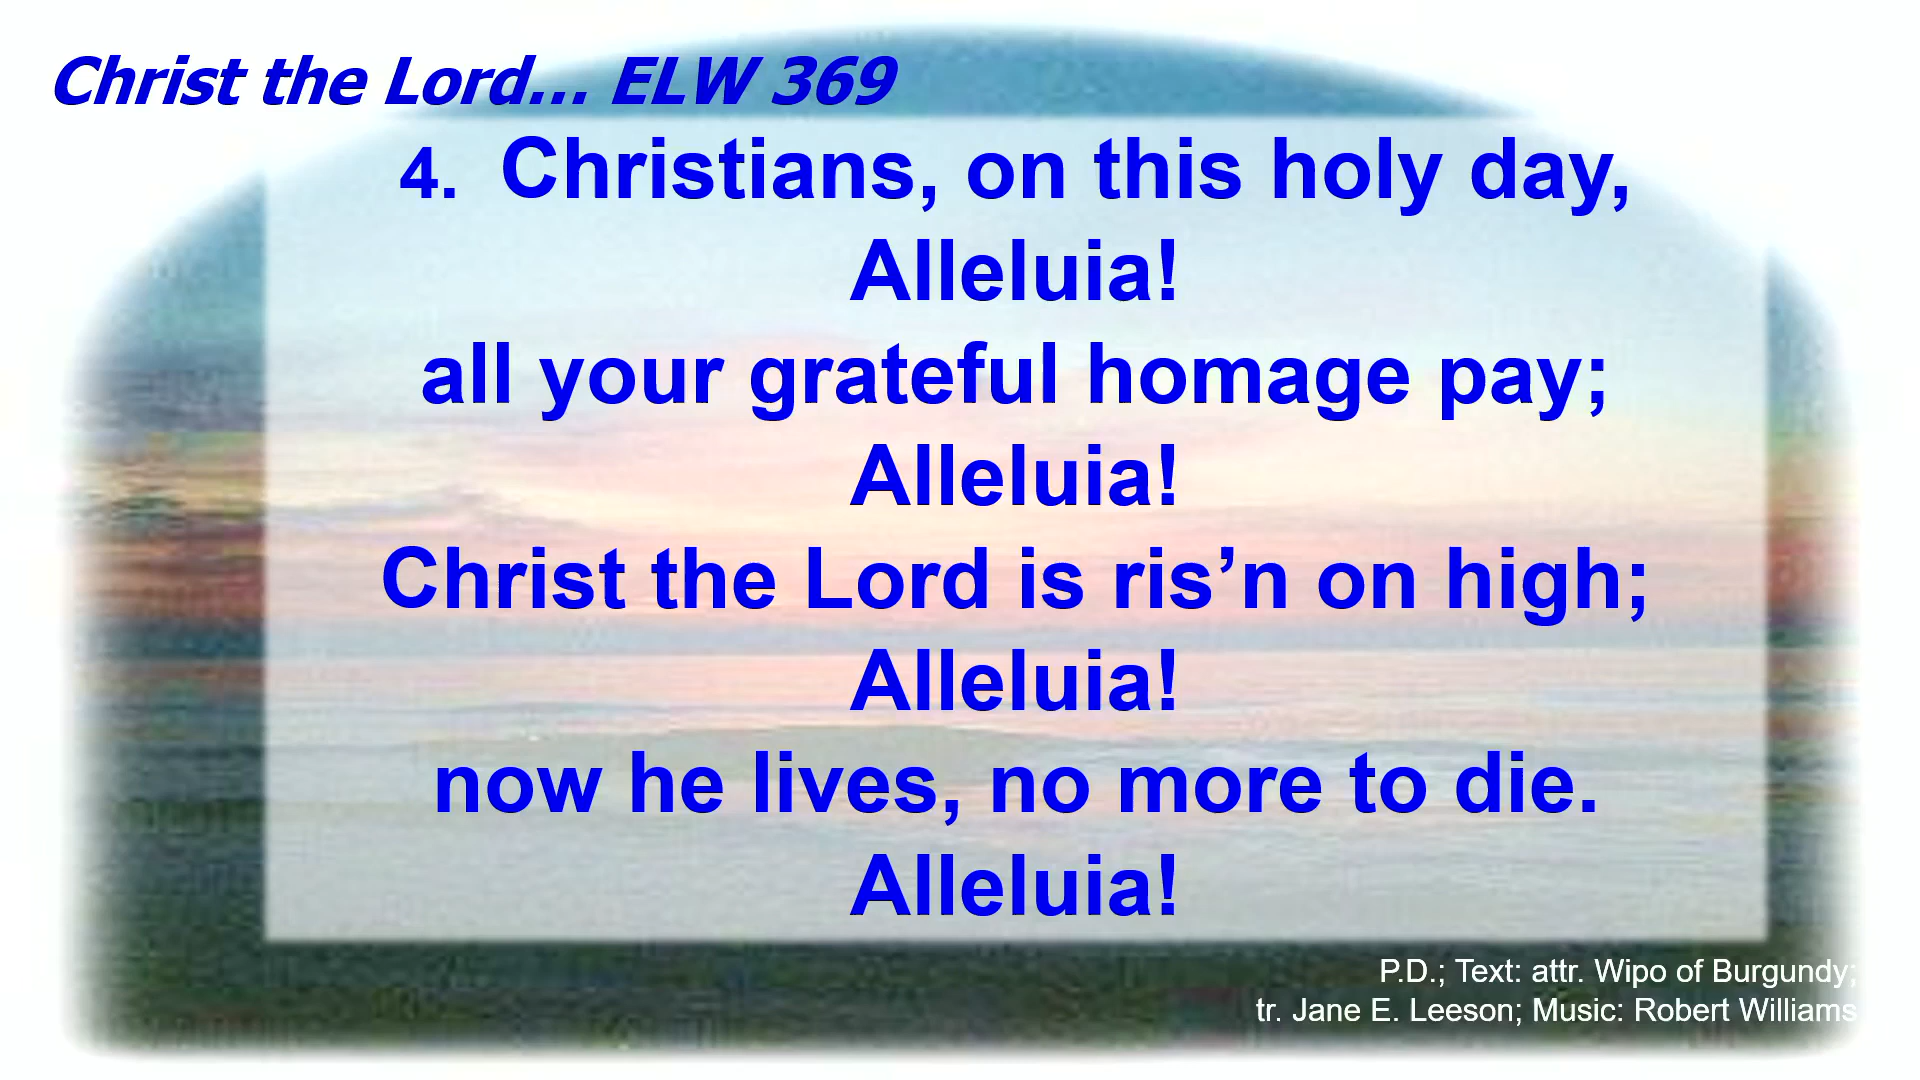 Christ the Lord... ELW 369
4. Christians, on this holy day,
Alleluia!
all your grateful homage pay;
Alleluia!
Christ the Lord is ris’n on high;
Alleluia!
now he lives, no more to die.
Alleluia!
P.D.; Text: attr. Wipo of Burgundy;
tr. Jane E. Leeson; Music: Robert Williams